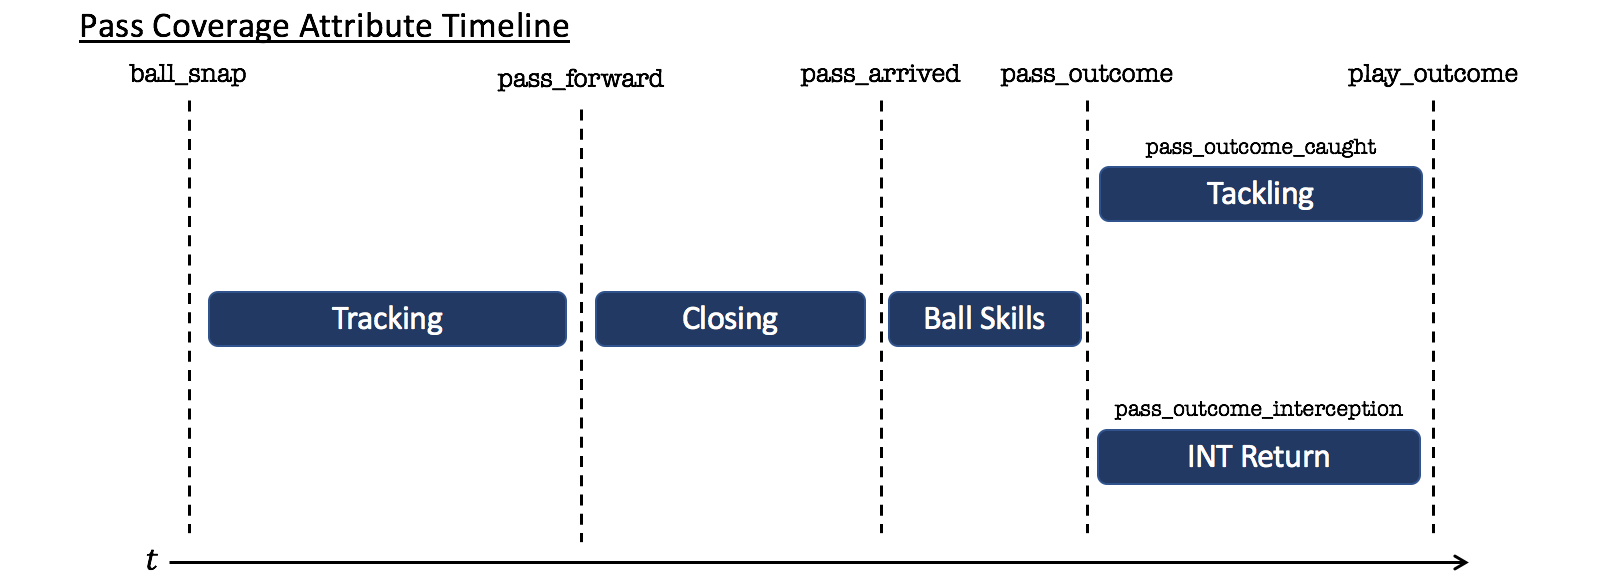 Pass Coverage Attribute Timeline
ball_snap
pass_forward
pass_arrived
pass_outcome
play_outcome
pass_outcome_caught
Tackling
Tracking
Closing
Ball Skills
pass_outcome_interception
INT Return
t